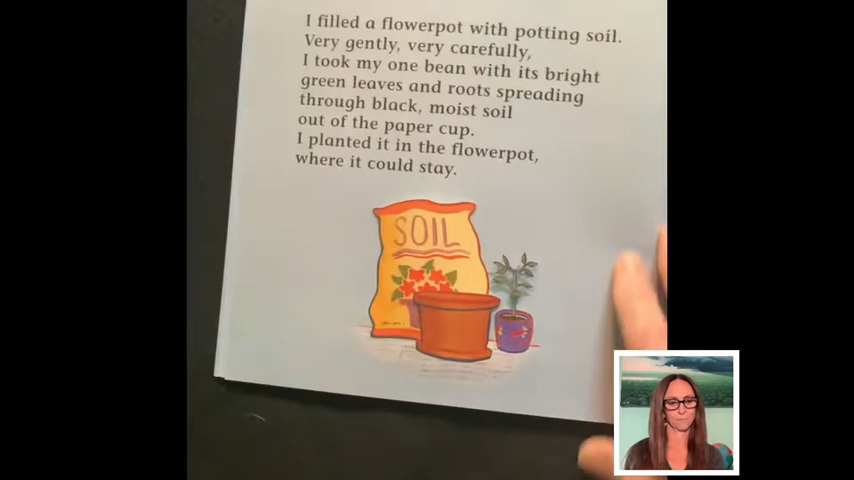 I filled a flowerpot with potting soil.
Very gently, very carefully,
I took my one bean with its bright
green leaves and roots spreading
through black, moist soil
out of the paper cup.
I planted it in the flowerpot,
where it could stay.
SOIL